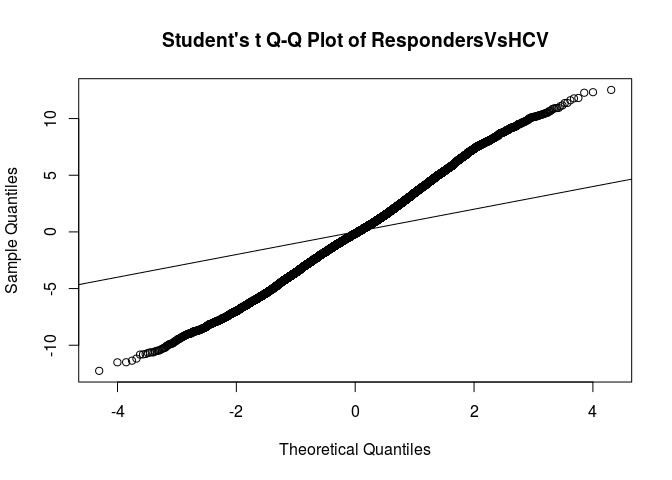 Student's t Q-Q Plot of RespondersVsHCV
Sample Quantiles
10
5
0
-5
-10
-4 -2 0 2 4
Theoretical Quantiles